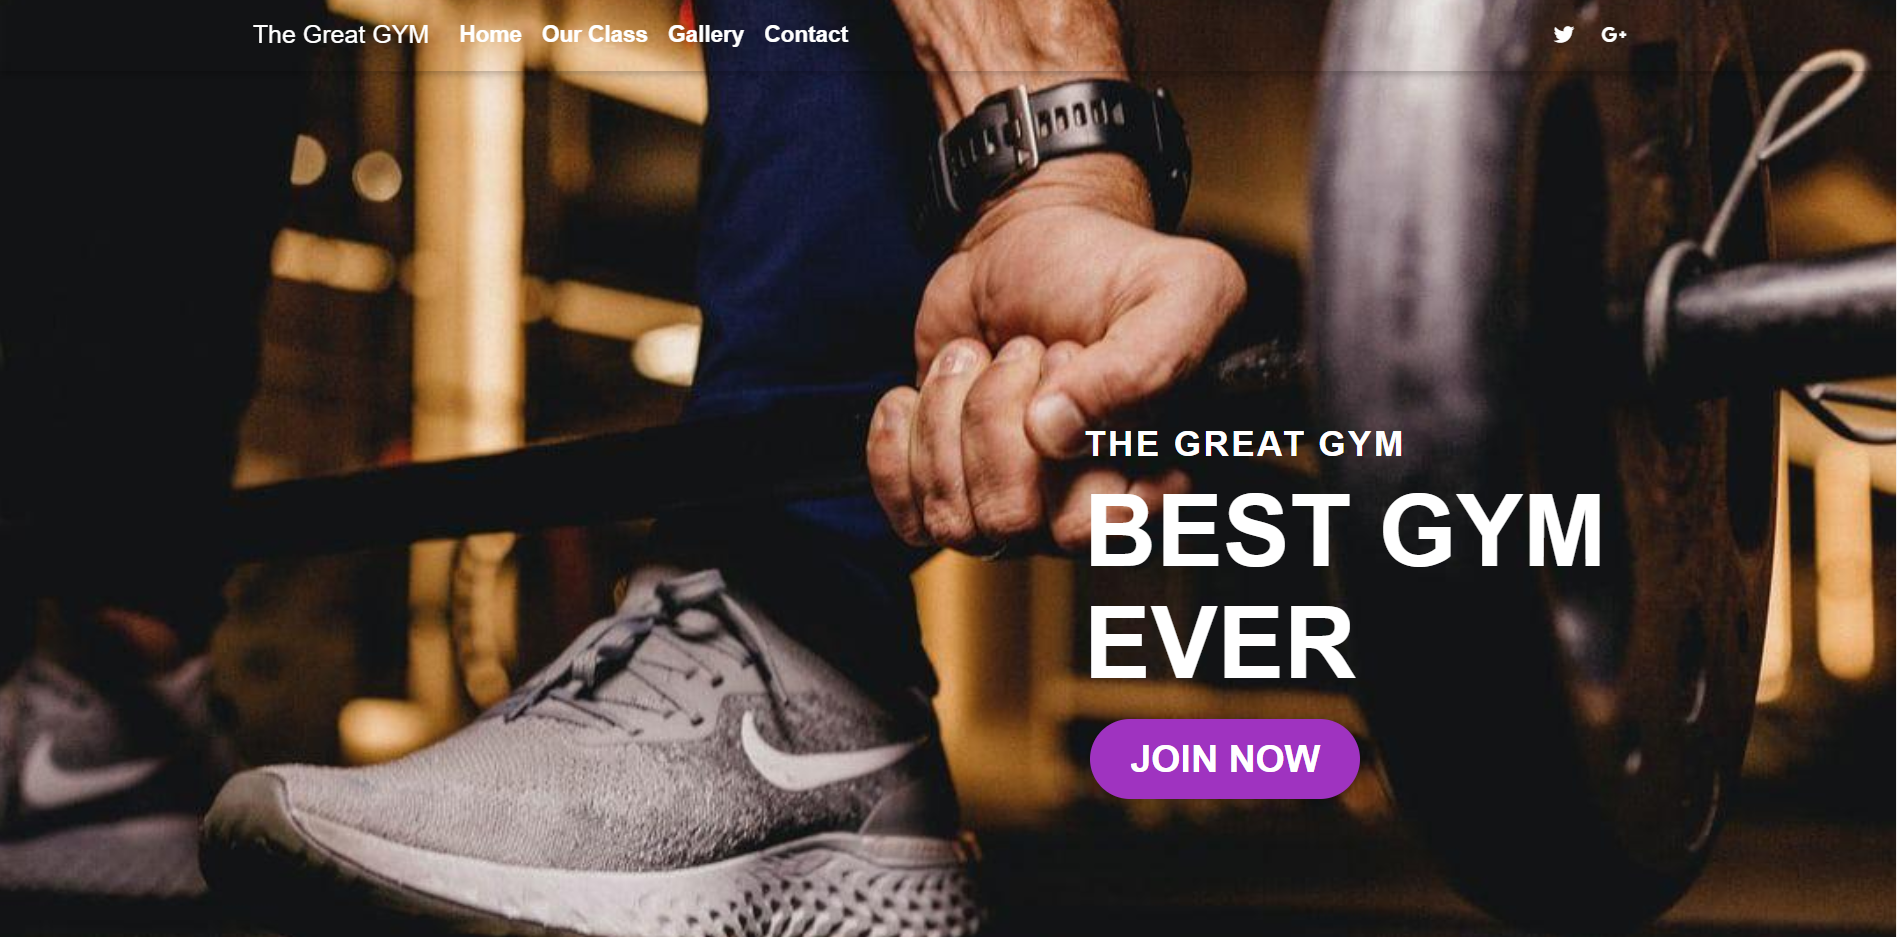 The Great GYM Home Our Class Gallery Contact G+
THE GREAT GYM
BEST GYM
EVER
JOIN NOW